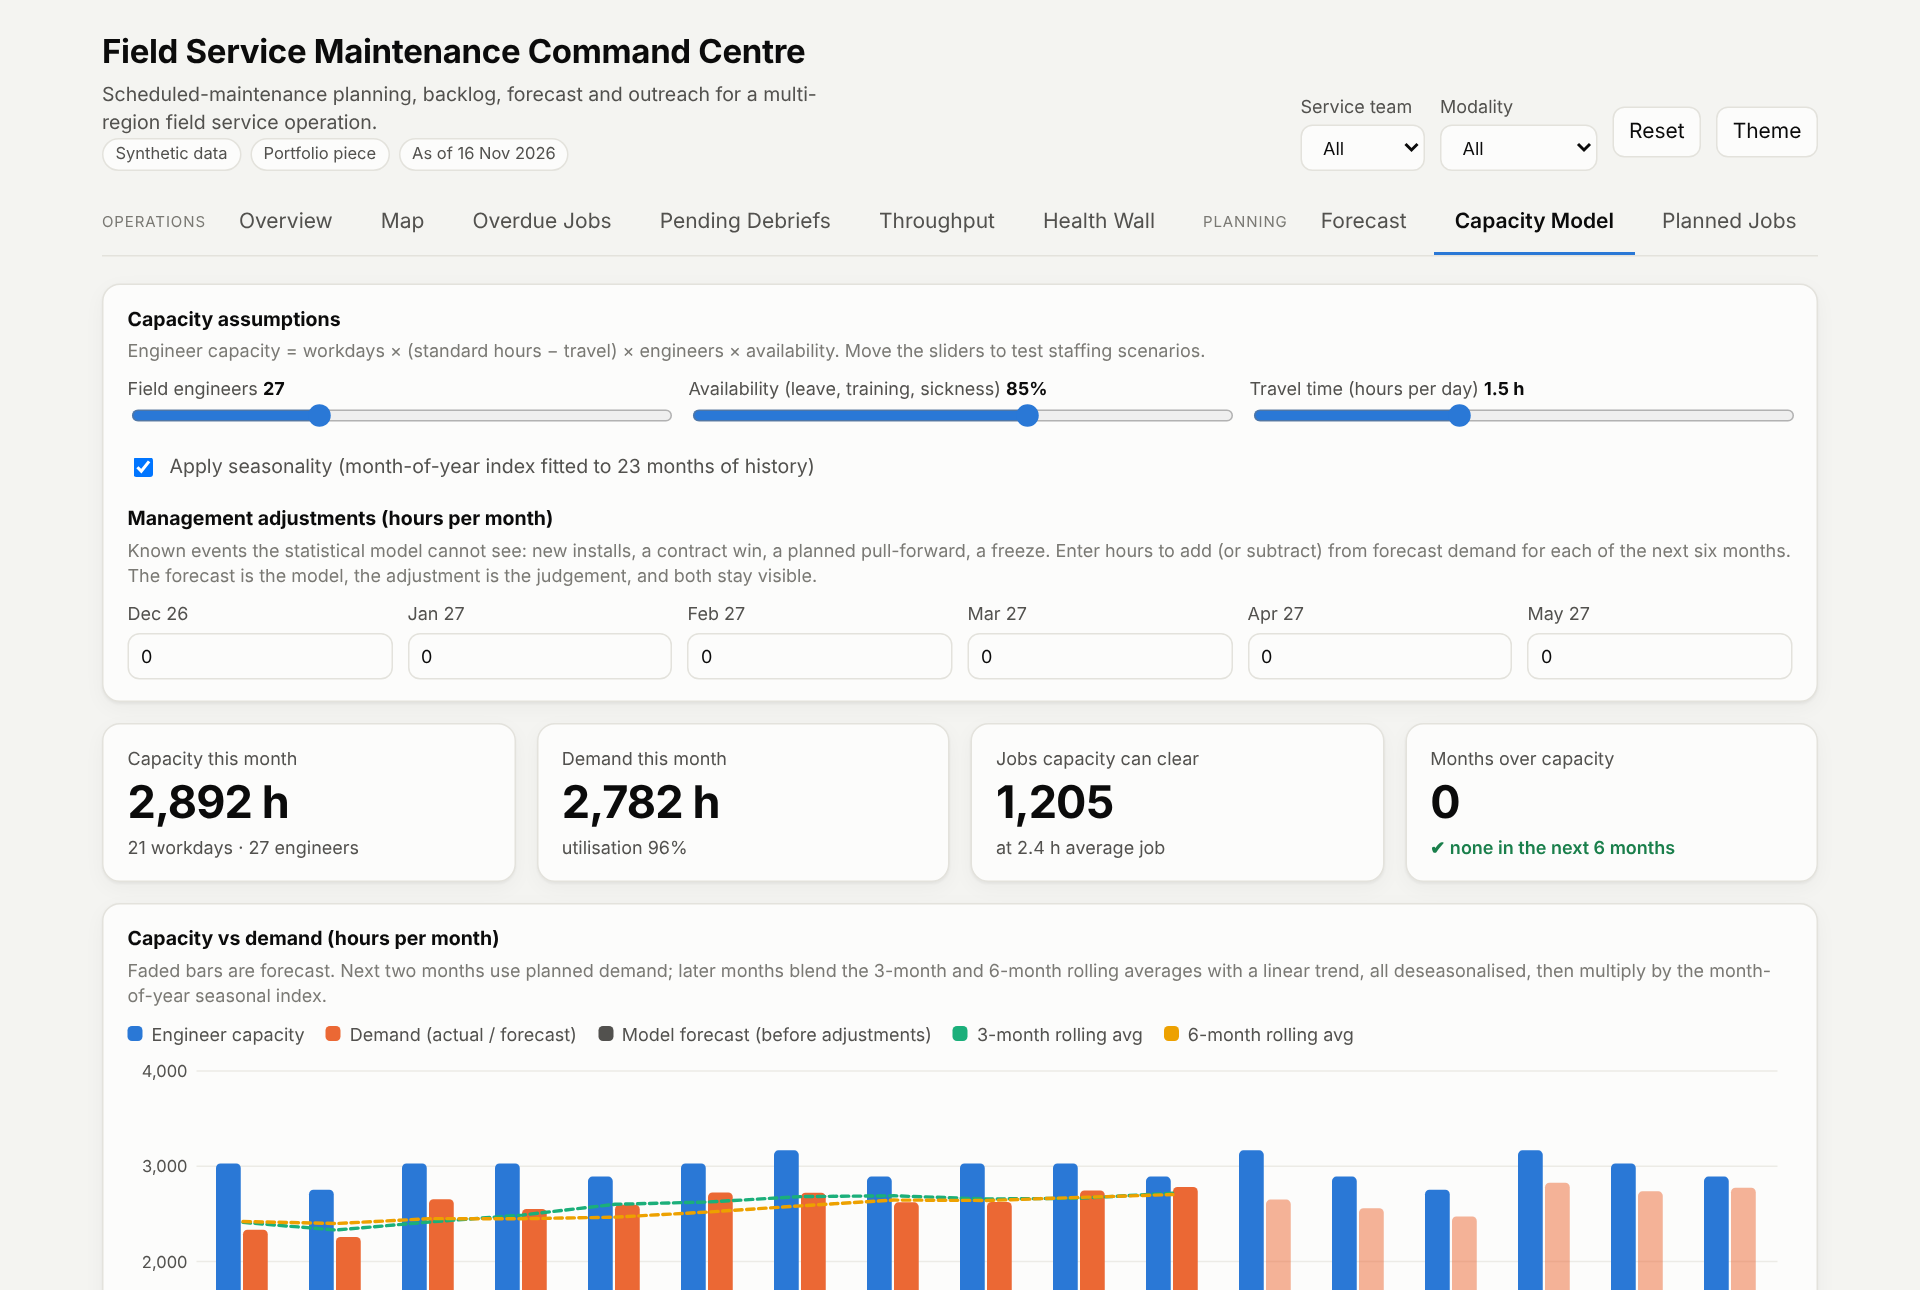 Field Service Maintenance Command Centre
Scheduled-maintenance planning, backlog, forecast and outreach for a multi-
region field service operation.
Synthetic data
Portfolio piece
As of 16 Nov 2026
Service team
Modality
All
All
Reset
Theme
OPERATIONS
Overview
Map
Overdue Jobs
Pending Debriefs
Throughput
Health Wall
PLANNING
Forecast
Capacity Model
Planned Jobs
Capacity assumptions
Engineer capacity = workdays × (standard hours − travel) × engineers × availability. Move the sliders to test staffing scenarios.
Field engineers 27
Availability (leave, training, sickness) 85%
Travel time (hours per day) 1.5 h
Apply seasonality (month-of-year index fitted to 23 months of history)
Management adjustments (hours per month)
Known events the statistical model cannot see: new installs, a contract win, a planned pull-forward, a freeze. Enter hours to add (or subtract) from forecast demand for each of the next six months.
The forecast is the model, the adjustment is the judgement, and both stay visible.
Dec 26
Jan 27
Feb 27
Mar 27
Apr 27
May 27
0
0
0
0
0
0
Capacity this month
2,892 h
21 workdays · 27 engineers
Demand this month
2,782 h
utilisation 96%
Jobs capacity can clear
1,205
at 2.4 h average job
Months over capacity
0
✔ none in the next 6 months
Capacity vs demand (hours per month)
Faded bars are forecast. Next two months use planned demand; later months blend the 3-month and 6-month rolling averages with a linear trend, all deseasonalised, then multiply by the month-
of-year seasonal index.
Engineer capacity
Demand (actual / forecast)
Model forecast (before adjustments)
3-month rolling avg
6-month rolling avg
4,000
3,000
2,000